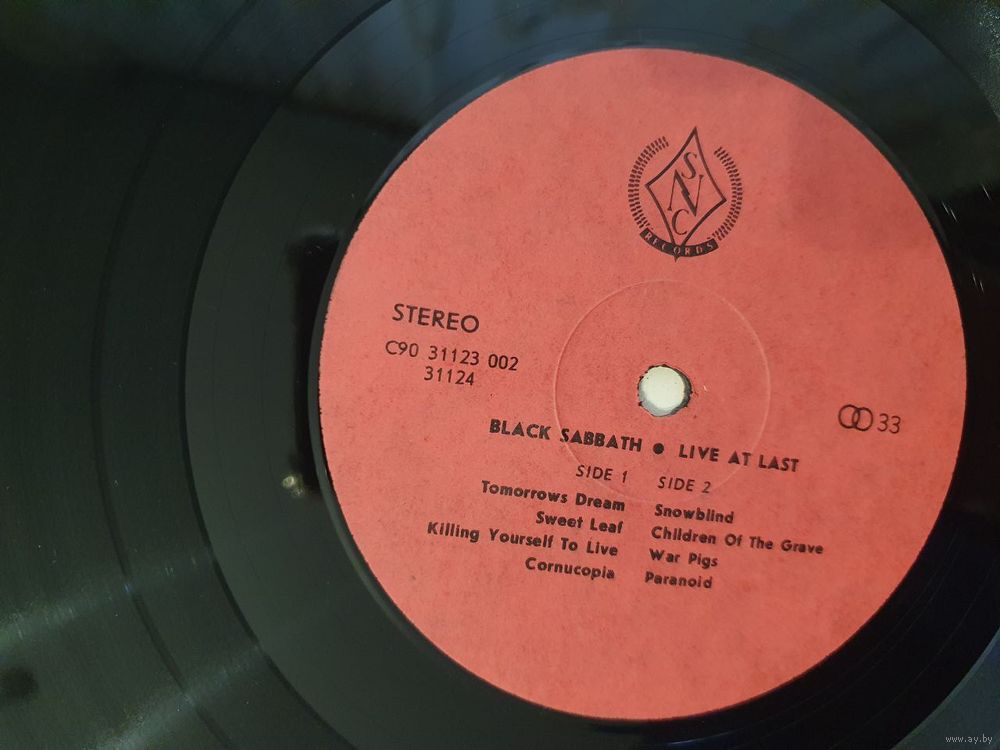 SNC
RECORDS
STEREO
C90 31123 002
31124
33
BLACK SABBATH ● LIVE AT LAST
SIDE 1 SIDE 2
Tomorrows Dream Snowblind
Sweet Leaf Children Of The Grave
Killing Yourself To Live War Pigs
Cornucopia Paranoid
www.ay.by